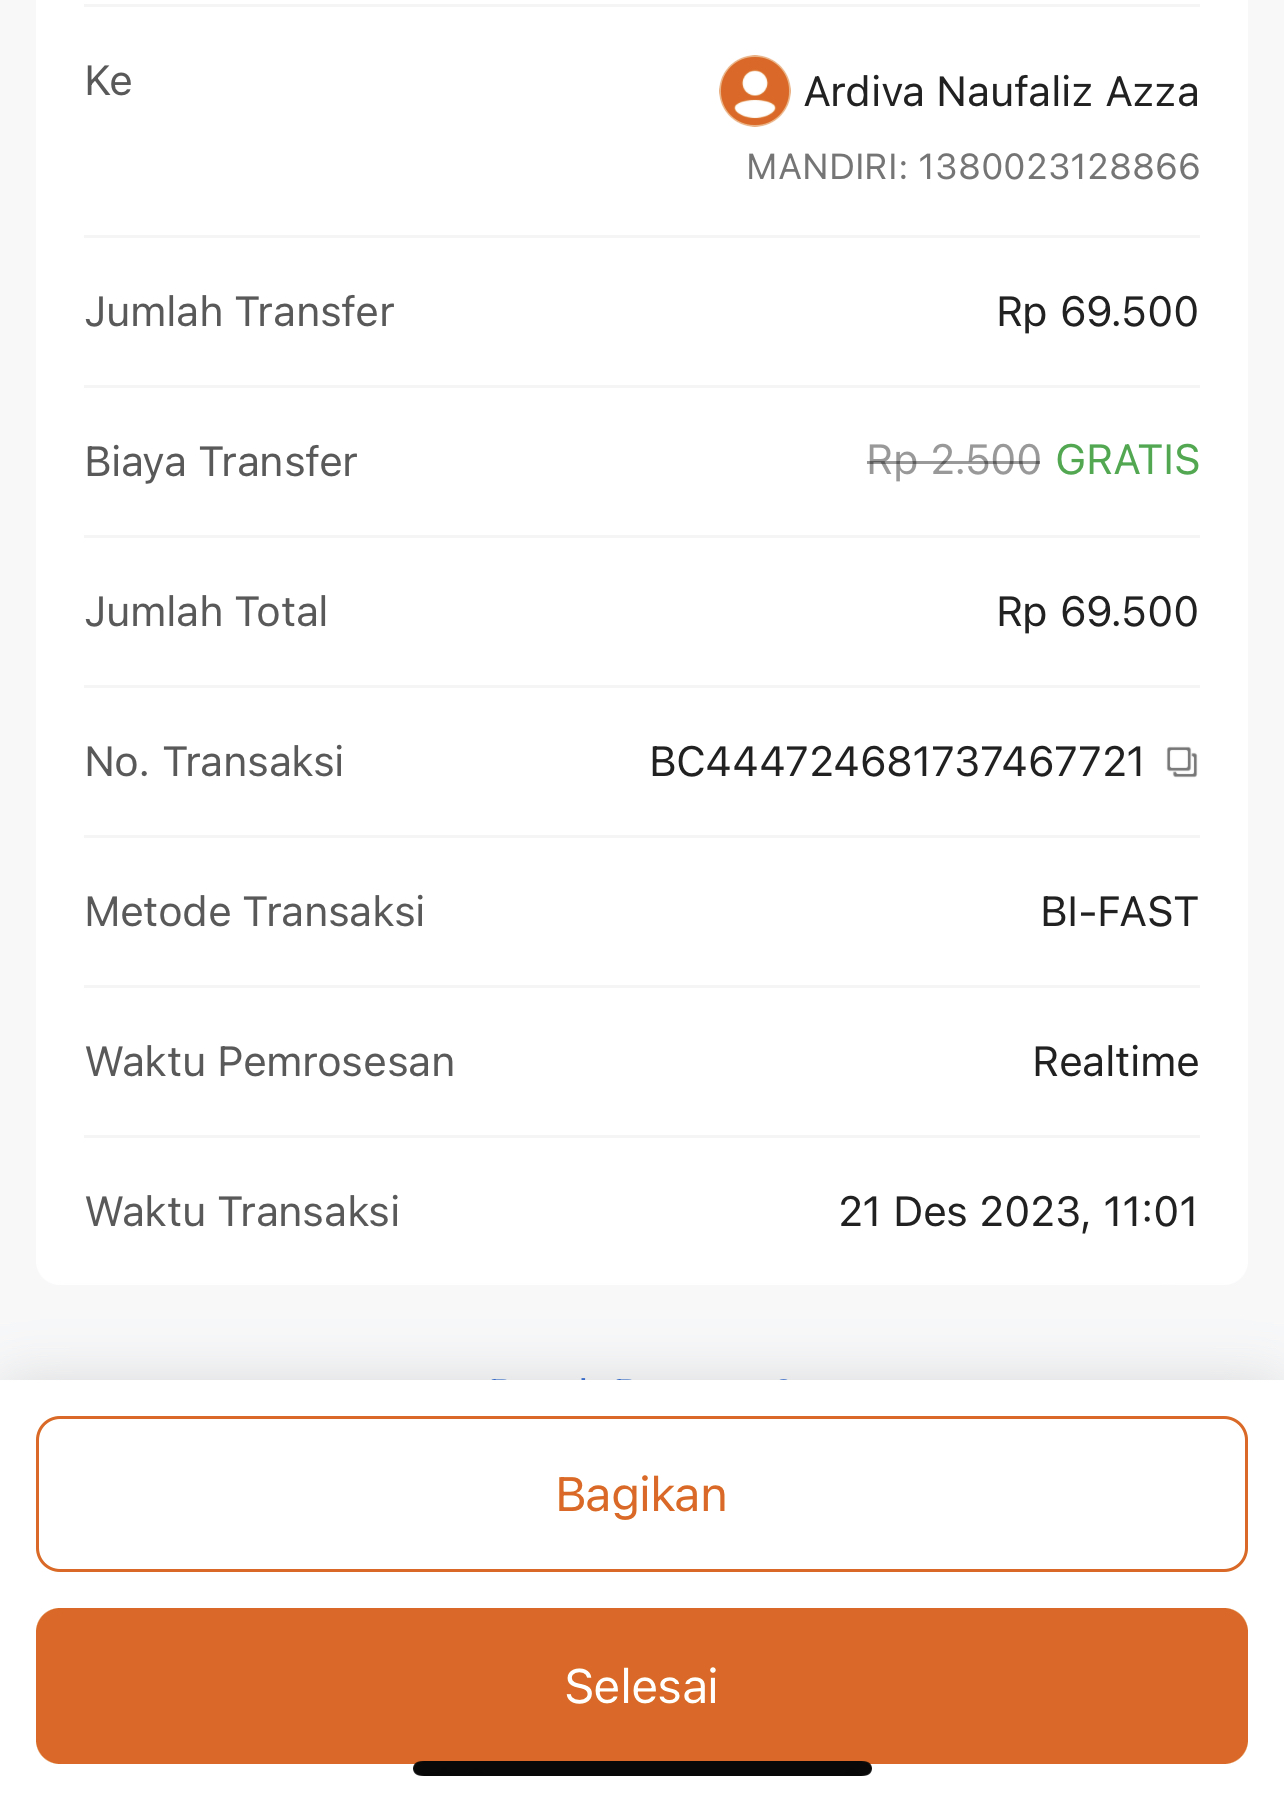 Ke
Ardiva Naufaliz Azza
MANDIRI: 1380023128866
Jumlah Transfer
Rp 69.500
Biaya Transfer
Rp 2.500 GRATIS
Jumlah Total
Rp 69.500
No. Transaksi
BC444724681737467721
Metode Transaksi
BI-FAST
Waktu Pemrosesan
Realtime
Waktu Transaksi
21 Des 2023, 11:01
Bagikan
Selesai